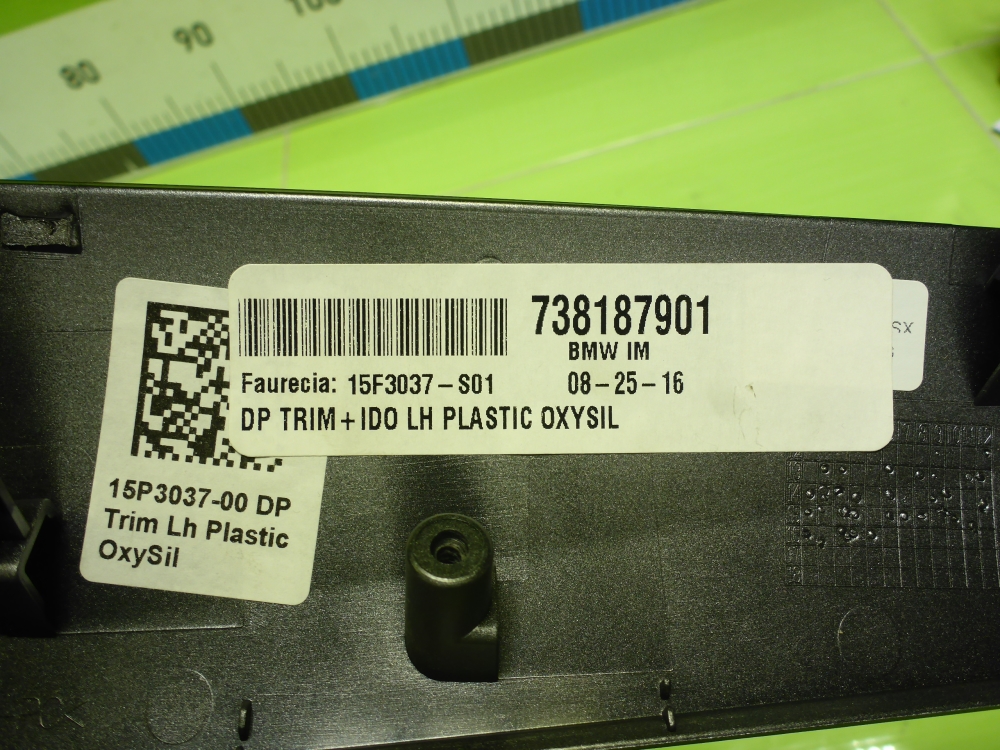 80
90
100
738187901
BMW IM
Faurecia: 15F3037-S01
08-25-16
DP TRIM+IDO LH PLASTIC OXYSIL
15P3037-00 DP
Trim Lh Plastic
OxySil